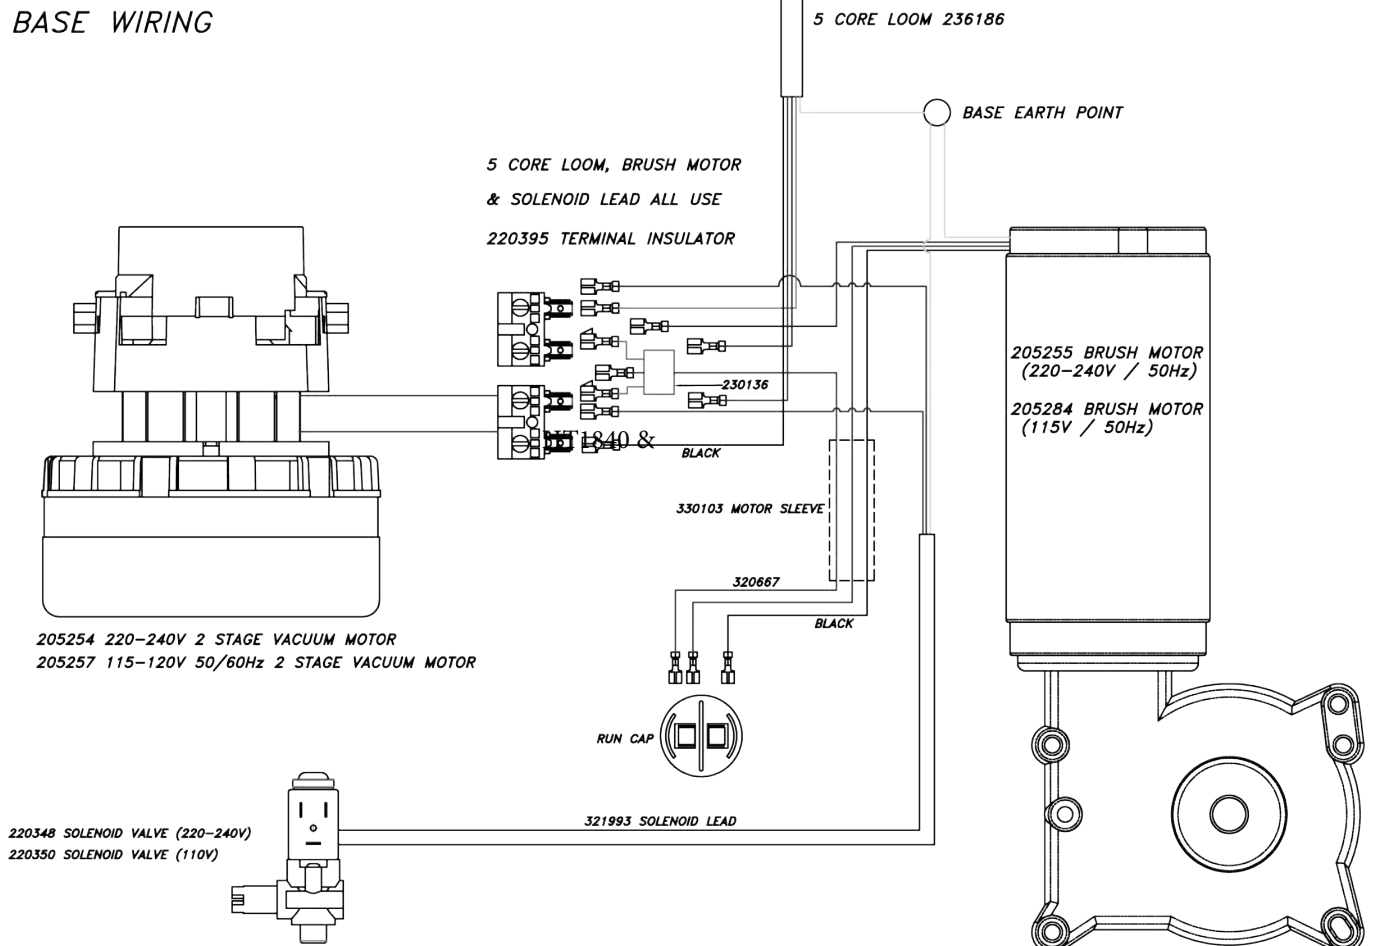 BASE WIRING
5 CORE LOOM 236186
BASE EARTH POINT
5 CORE LOOM, BRUSH MOTOR
& SOLENOID LEAD ALL USE
220395 TERMINAL INSULATOR
205255 BRUSH MOTOR
(220-240V / 50Hz)
205284 BRUSH MOTOR
(115V / 50Hz)
230136
1840 &
BLACK
330103 MOTOR SLEEVE
320667
BLACK
205254 220-240V 2 STAGE VACUUM MOTOR
205257 115-120V 50/60Hz 2 STAGE VACUUM MOTOR
RUN CAP
321993 SOLENOID LEAD
220348 SOLENOID VALVE (220-240V)
220350 SOLENOID VALVE (110V)